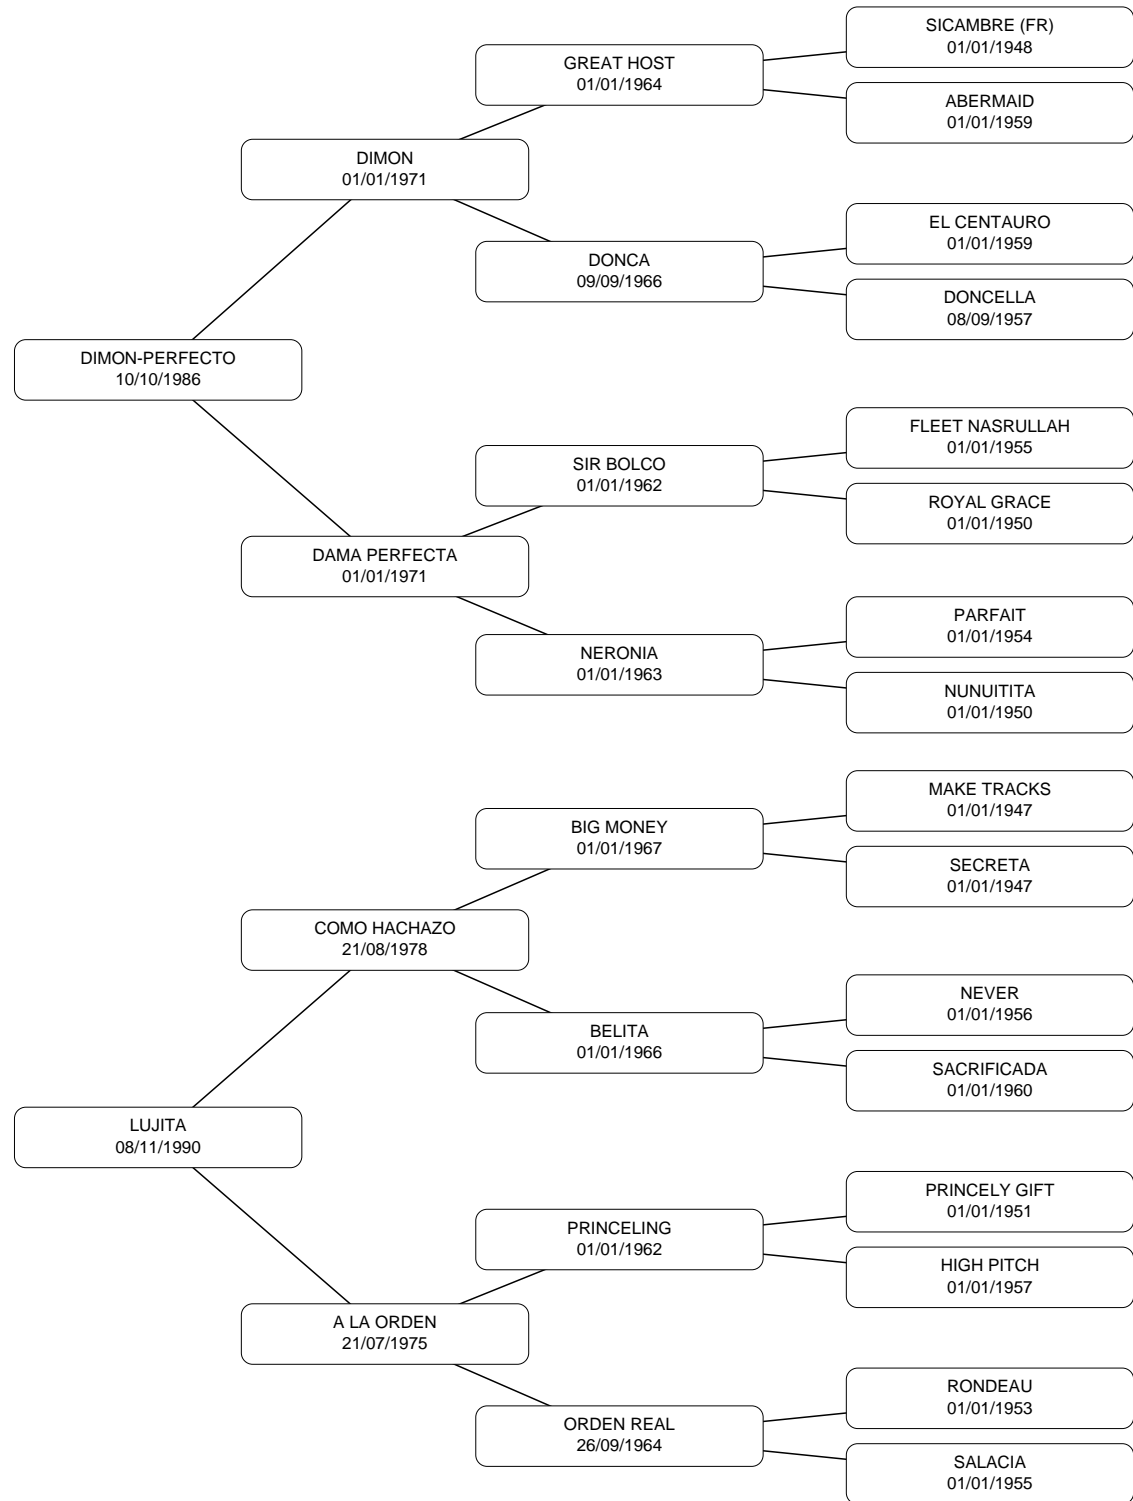 SICAMBRE (FR)
01/01/1948
GREAT HOST
01/01/1964
ABERMAID
01/01/1959
DIMON
01/01/1971
EL CENTAURO
01/01/1959
DONCA
09/09/1966
DONCELLA
08/09/1957
DIMON-PERFECTO
10/10/1986
FLEET NASRULLAH
01/01/1955
SIR BOLCO
01/01/1962
ROYAL GRACE
01/01/1950
DAMA PERFECTA
01/01/1971
PARFAIT
01/01/1954
NERONIA
01/01/1963
NUNUITITA
01/01/1950
MAKE TRACKS
01/01/1947
BIG MONEY
01/01/1967
SECRETA
01/01/1947
COMO HACHAZO
21/08/1978
NEVER
01/01/1956
BELITA
01/01/1966
SACRIFICADA
01/01/1960
LUJITA
08/11/1990
PRINCELY GIFT
01/01/1951
PRINCELING
01/01/1962
HIGH PITCH
01/01/1957
A LA ORDEN
21/07/1975
RONDEAU
01/01/1953
ORDEN REAL
26/09/1964
SALACIA
01/01/1955